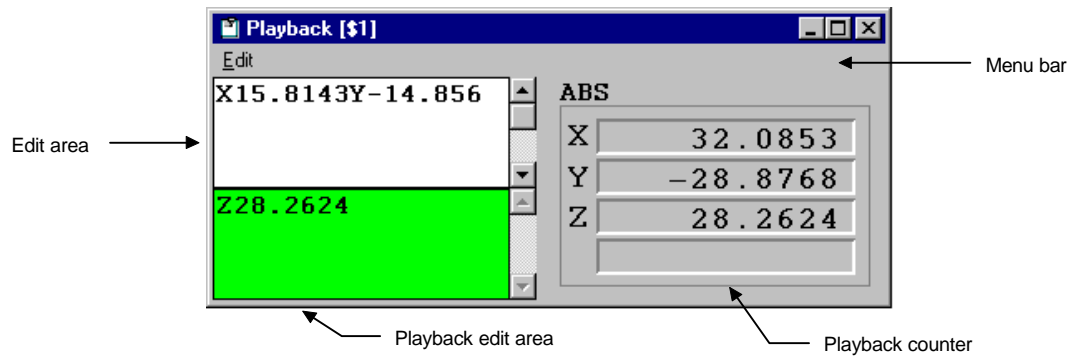 Playback [$1]
Edit
Menu bar
X15.8143Y-14.856
ABS
Edit area
X 32.0853
Y -28.8768
Z28.2624
Z 28.2624
Playback edit area
Playback counter